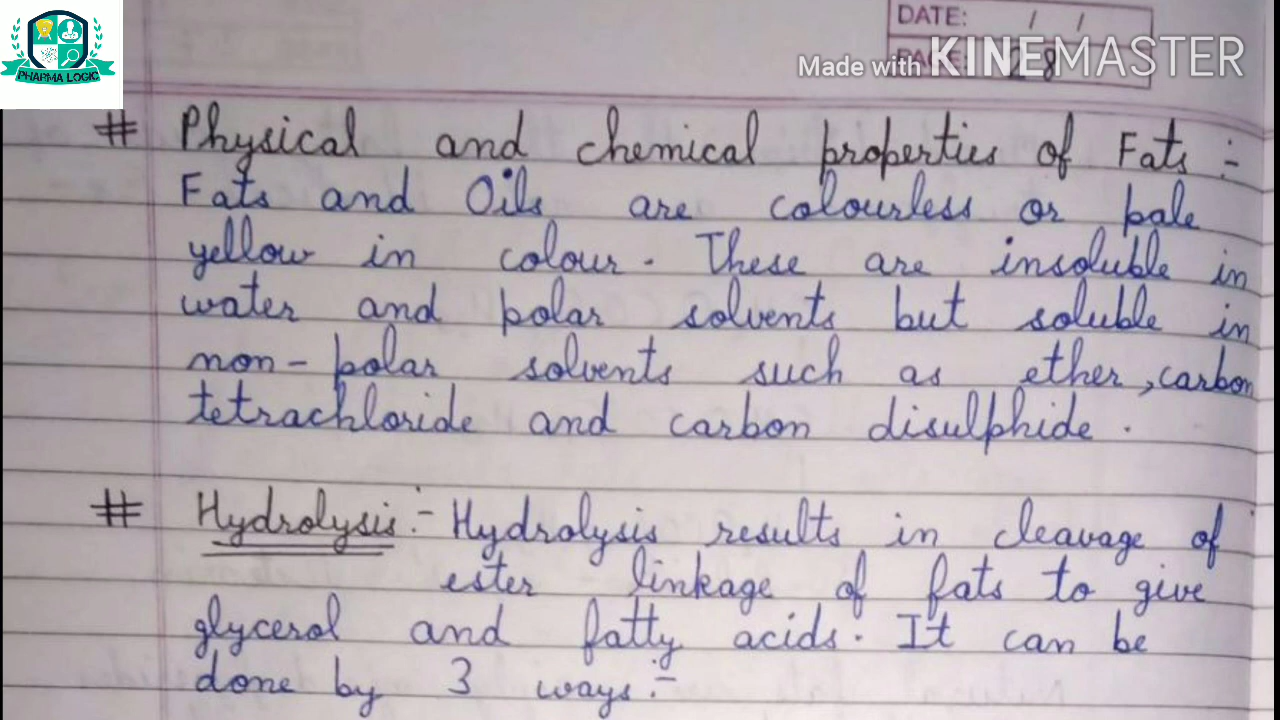 PHARMA LOGIC
DATE: / /
PAGE: 28
Made with KINEMASTER
# Physical and chemical properties of Fats :-
Fats and Oils are colourless or pale
yellow in colour. These are insoluble in
water and polar solvents but soluble in
non-polar solvents such as ether, carbon
tetrachloride and carbon disulphide.
# Hydrolysis :- Hydrolysis results in cleavage of
ester linkage of fats to give
glycerol and fatty acids. It can be
done by 3 ways :-